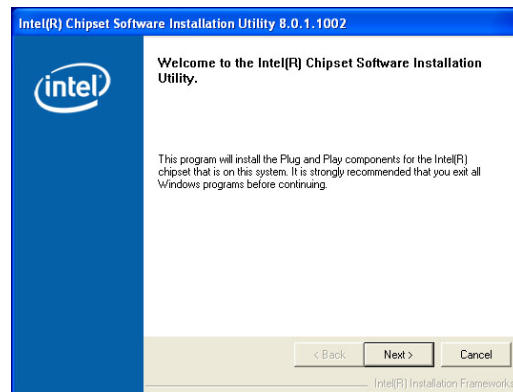 Intel(R) Chipset Software Installation Utility 8.0.1.1002
intel
Welcome to the Intel(R) Chipset Software Installation
Utility.
This program will install the Plug and Play components for the Intel(R)
chipset that is on this system. It is strongly recommended that you exit all
Windows programs before continuing.
< Back
Next >
Cancel
Intel(R) Installation Frameworks